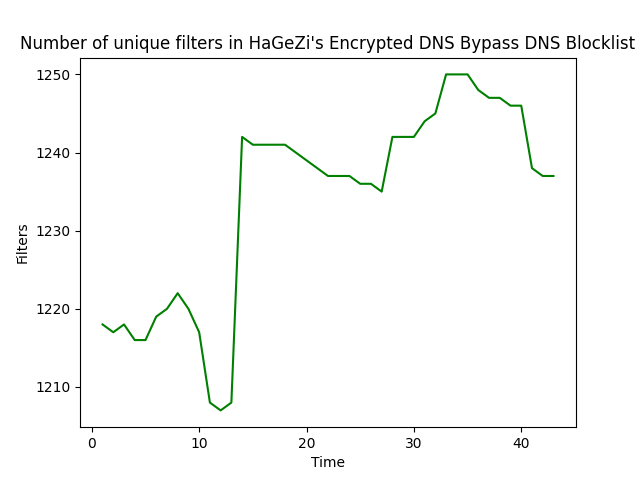 Number of unique filters in HaGeZi's Encrypted DNS Bypass DNS Blocklist
1250
1240
1230
1220
1210
Filters
0 10 20 30 40
Time